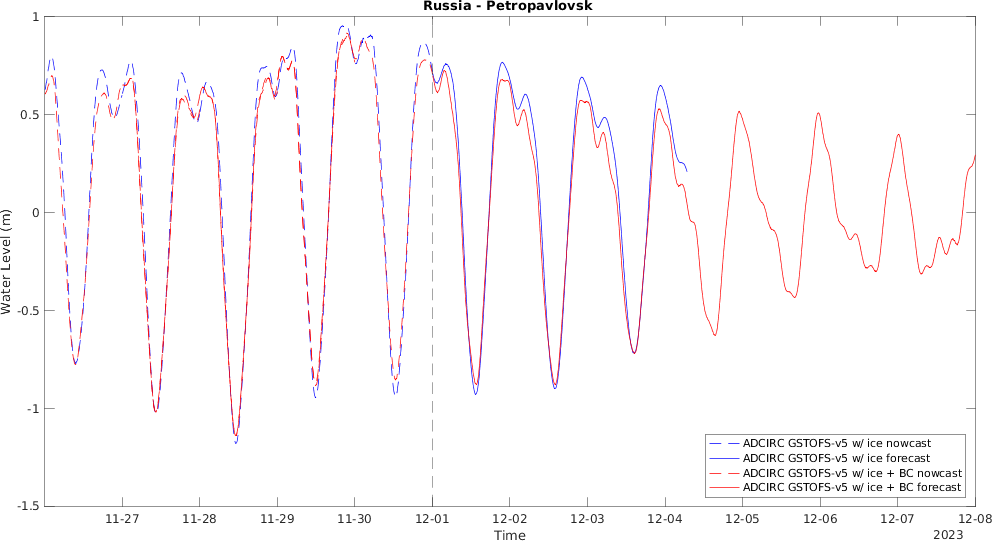 Russia - Petropavlovsk
Water Level (m)
1
0.5
0
-0.5
-1
-1.5
ADCIRC GSTOFS-v5 w/ ice nowcast
ADCIRC GSTOFS-v5 w/ ice forecast
ADCIRC GSTOFS-v5 w/ ice + BC nowcast
ADCIRC GSTOFS-v5 w/ ice + BC forecast
11-27 11-28 11-29 11-30 12-01 12-02 12-03 12-04 12-05 12-06 12-07 12-08
Time
2023